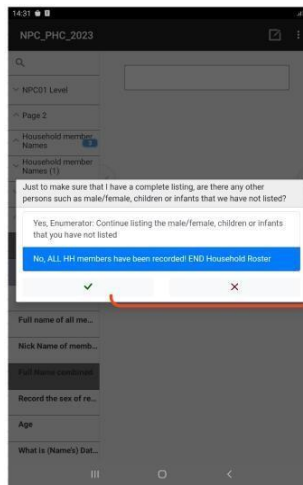 14:31
NPC_PHC_2023
NPC01 Level
Page 2
Household member Names
3
Household member Names (1)
Just to make sure that I have a complete listing, are there any other
persons such as male/female, children or infants that we have not listed?
Yes, Enumerator: Continue listing the male/female, children or infants
that you have not listed
No, ALL HH members have been recorded! END Household Roster
Full name of all me...
Nick Name of memb...
Full Name combined
Record the sex of re...
Age
What is (Name's) Dat...